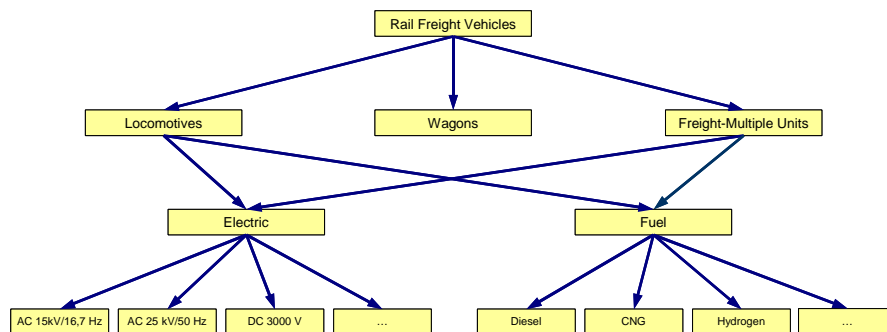 Rail Freight Vehicles
Locomotives
Wagons
Freight-Multiple Units
Electric
Fuel
AC 15kV/16,7 Hz
AC 25 kV/50 Hz
DC 3000 V
...
Diesel
CNG
Hydrogen
...